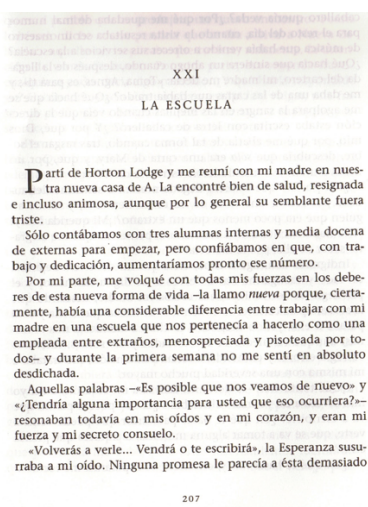 XXI
LA ESCUELA
Partí de Horton Lodge y me reuní con mi madre en nues-
tra nueva casa de A. La encontré bien de salud, resignada
e incluso animosa, aunque por lo general su semblante fuera
triste.
Sólo contábamos con tres alumnas internas y media docena
de externas para empezar, pero confiábamos en que, con tra-
bajo y dedicación, aumentaríamos pronto ese número.
Por mi parte, me volqué con todas mis fuerzas en los debe-
res de esta nueva forma de vida –la llamo nueva porque, cierta-
mente, había una considerable diferencia entre trabajar con mi
madre en una escuela que nos pertenecía a hacerlo como una
empleada entre extraños, menospreciada y pisoteada por to-
dos– y durante la primera semana no me sentí en absoluto
desdichada.
Aquellas palabras –«Es posible que nos veamos de nuevo» y
«¿Tendría alguna importancia para usted que eso ocurriera?»–
resonaban todavía en mis oídos y en mi corazón, y eran mi
fuerza y mi secreto consuelo.
«Volverás a verle... Vendrá o te escribirá», la Esperanza susu-
rraba a mi oído. Ninguna promesa le parecía a ésta demasiado
207